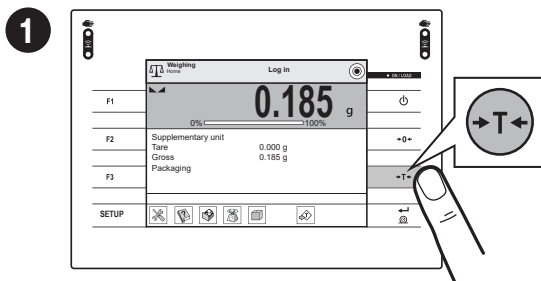 1
Weighing
Home
Log in
• ON / LOAD
F1
0.185 g
0% 100%
F2
Supplementary unit
Tare 0.000 g
Gross 0.185 g
Packaging
→0←
F3
→T←
→T←
SETUP